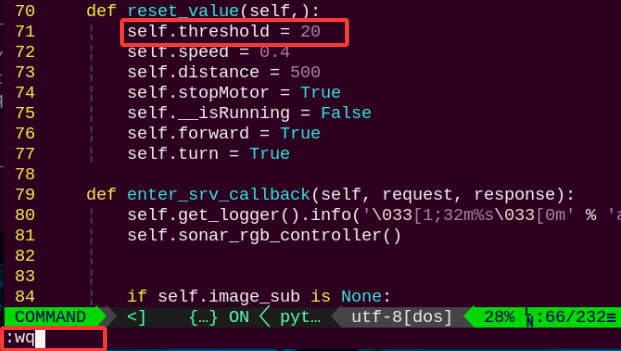 70 def reset_value(self,):
71 self.threshold = 20
72 self.speed = 0.4
73 self.distance = 500
74 self.stopMotor = True
75 self.__isRunning = False
76 self.forward = True
77 self.turn = True
78
79 def enter_srv_callback(self, request, response):
80 self.get_logger().info('\033[1;32m%s\033[0m' % 'a
81 self.sonar_rgb_controller()
82
83
84 if self.image_sub is None:
COMMAND <] {…} ON < pyt… utf-8[dos] 28% ␊:66/232≡
:wq